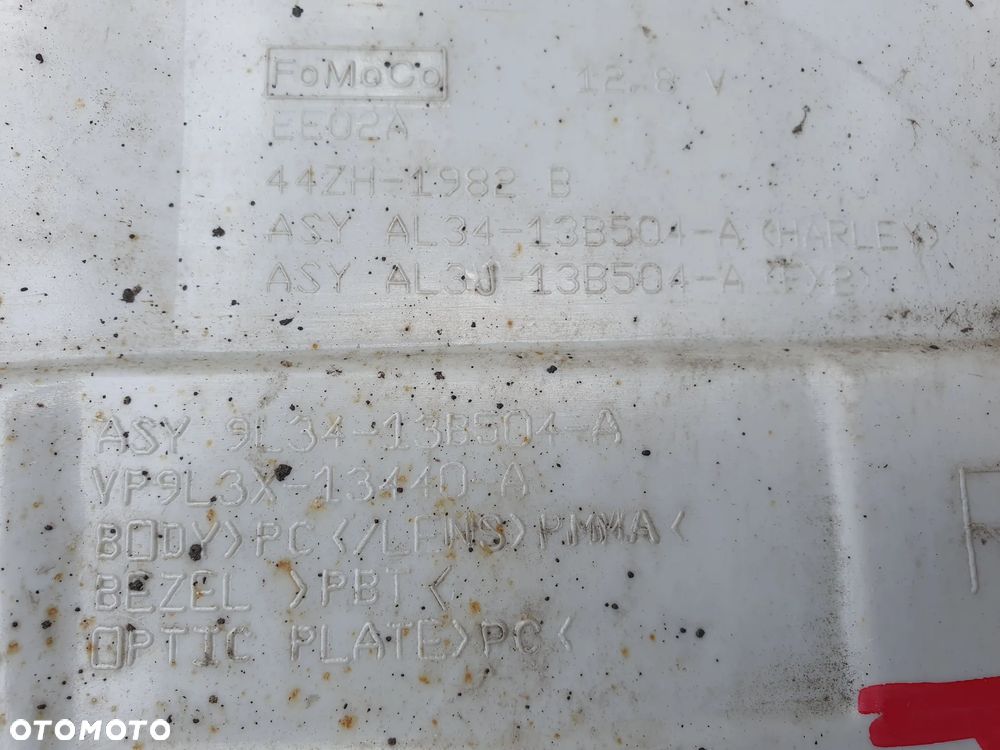 FoMoCo 12.8 V
EE02A
44ZH-1982 B
ASY AL34-13B504-A <HARLEY>
ASY AL3J-13B504-A <FX2>
ASY 9L34-13B504-A
VP9L3X-13440-A
BODY>PC</LENS>PMMA<
BEZEL >PBT<
OPTIC PLATE>PC<
OTOMOTO